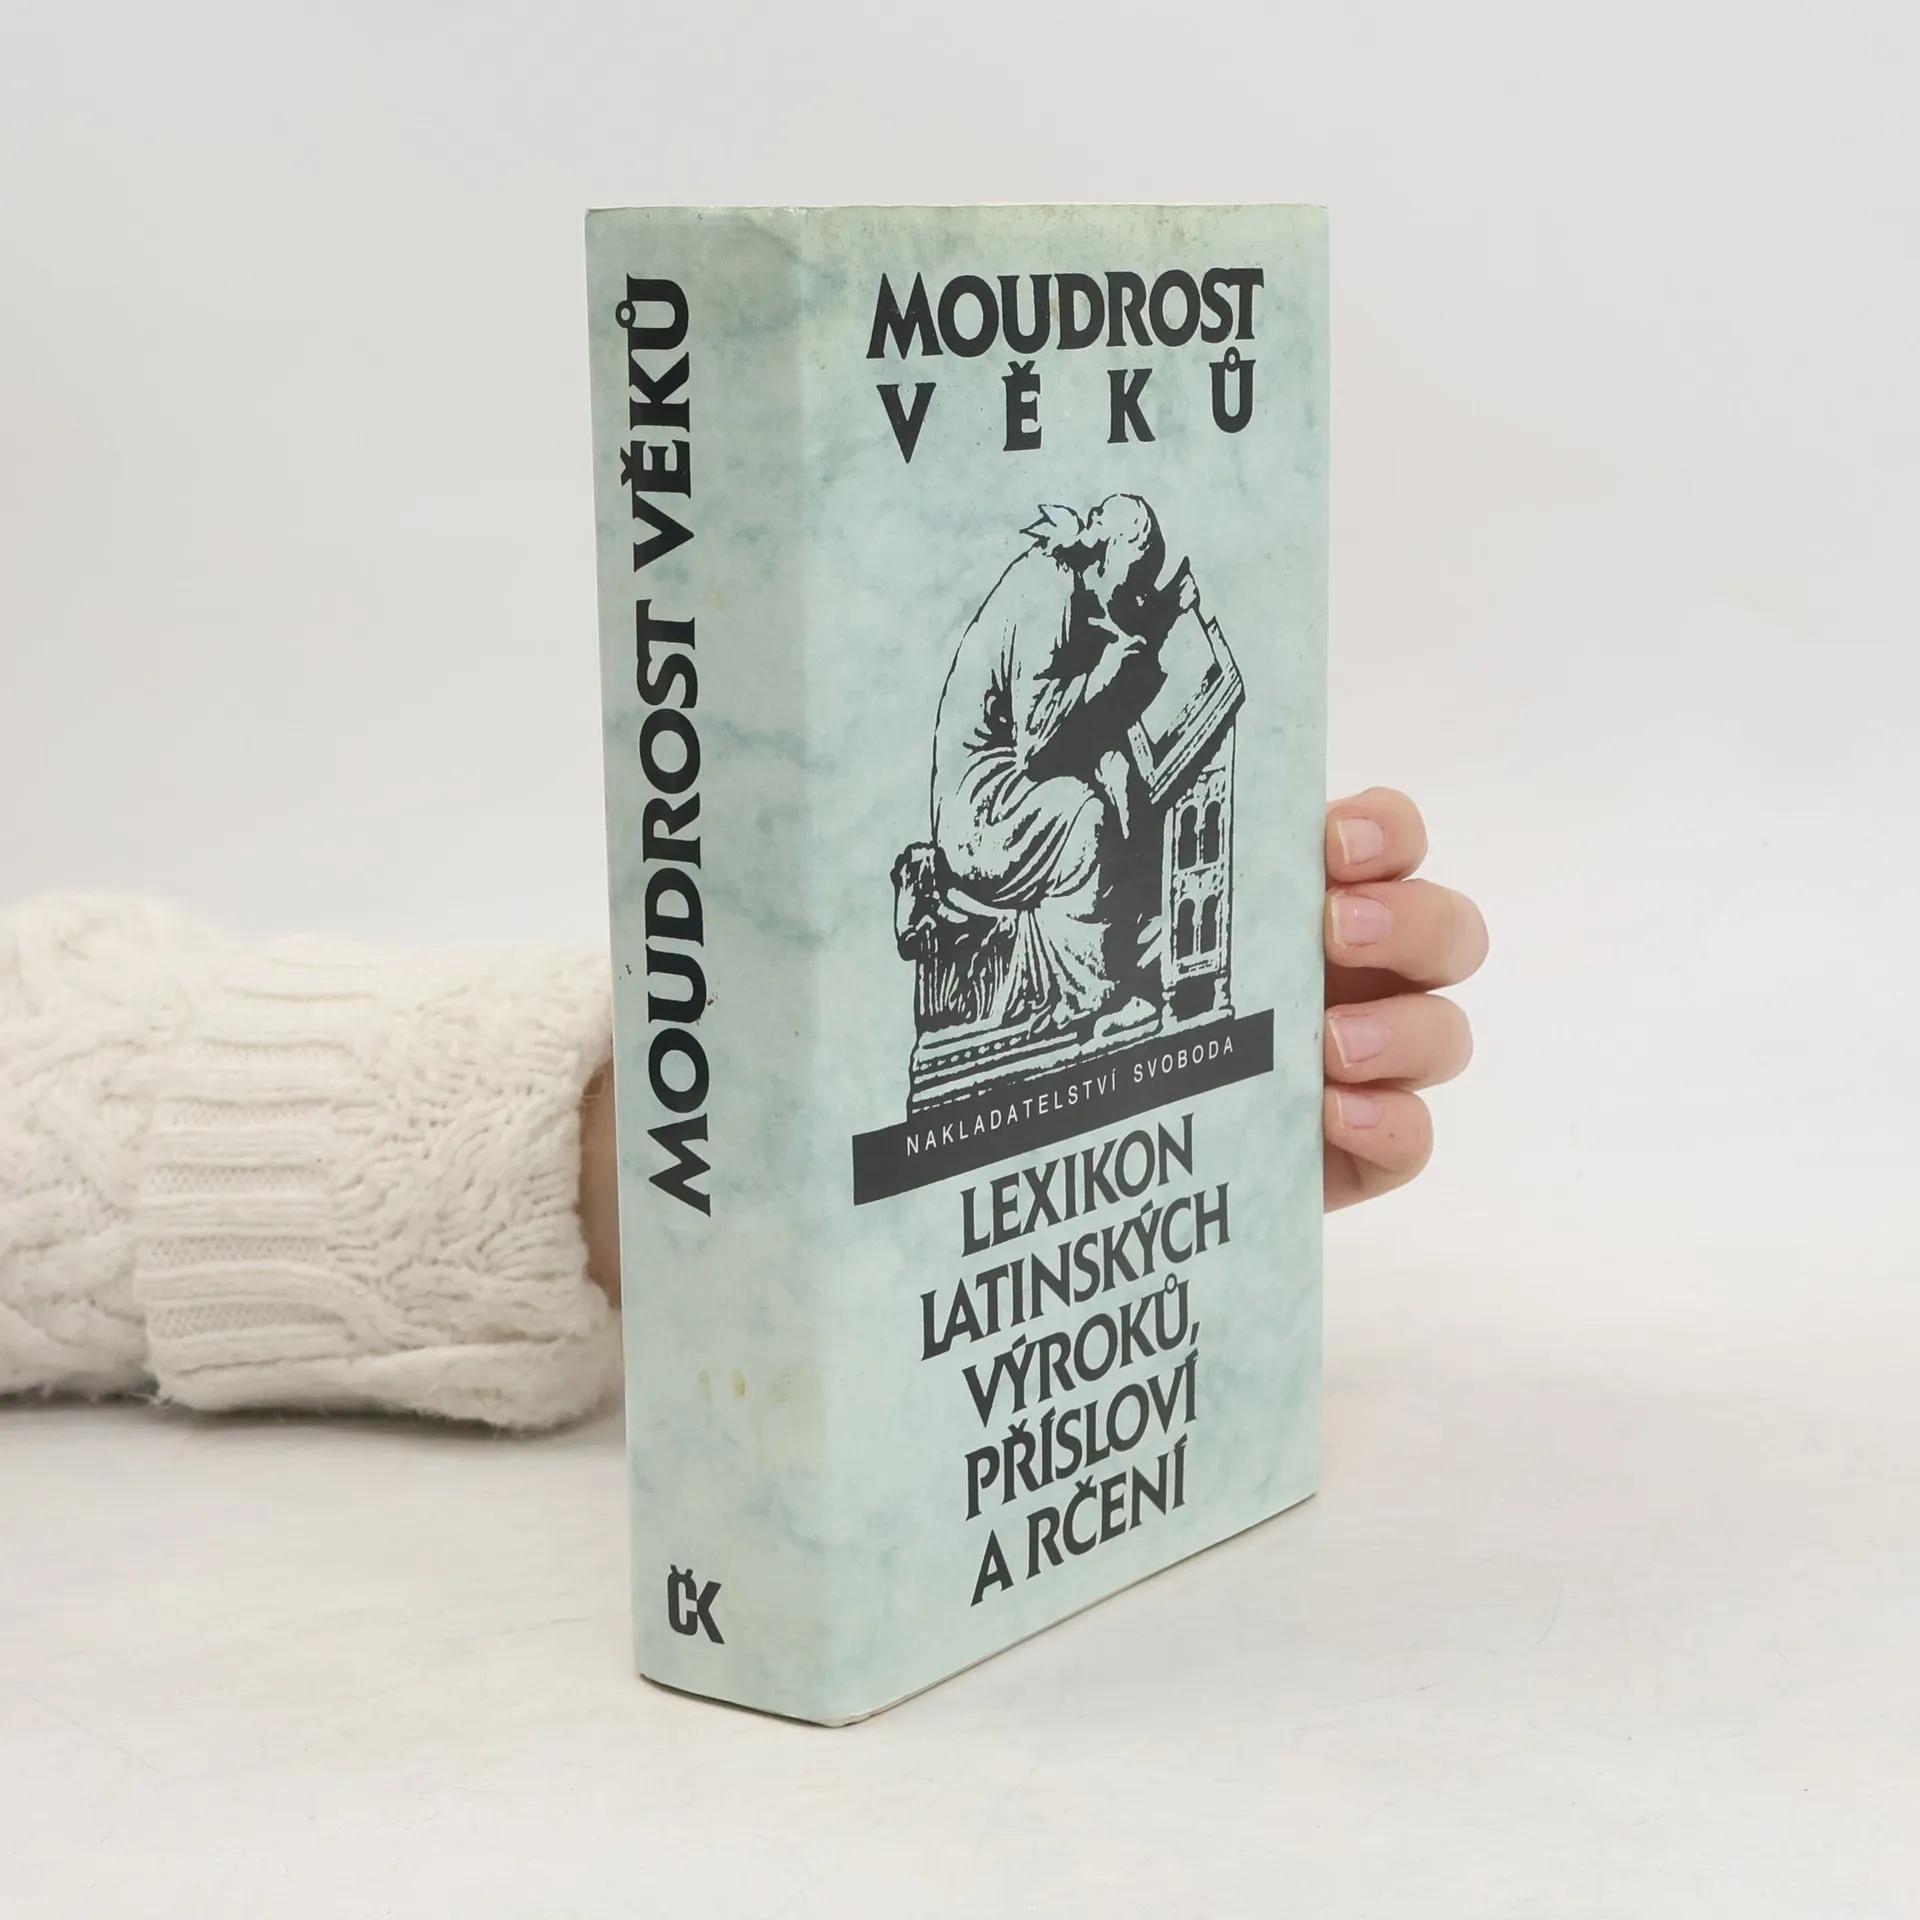 MOUDROST VĚKŮ
ČK
MOUDROST
VĚKŮ
NAKLADATELSTVÍ SVOBODA
LEXIKON
LATINSKÝCH
VÝROKŮ,
PŘÍSLOVÍ
A RČENÍ